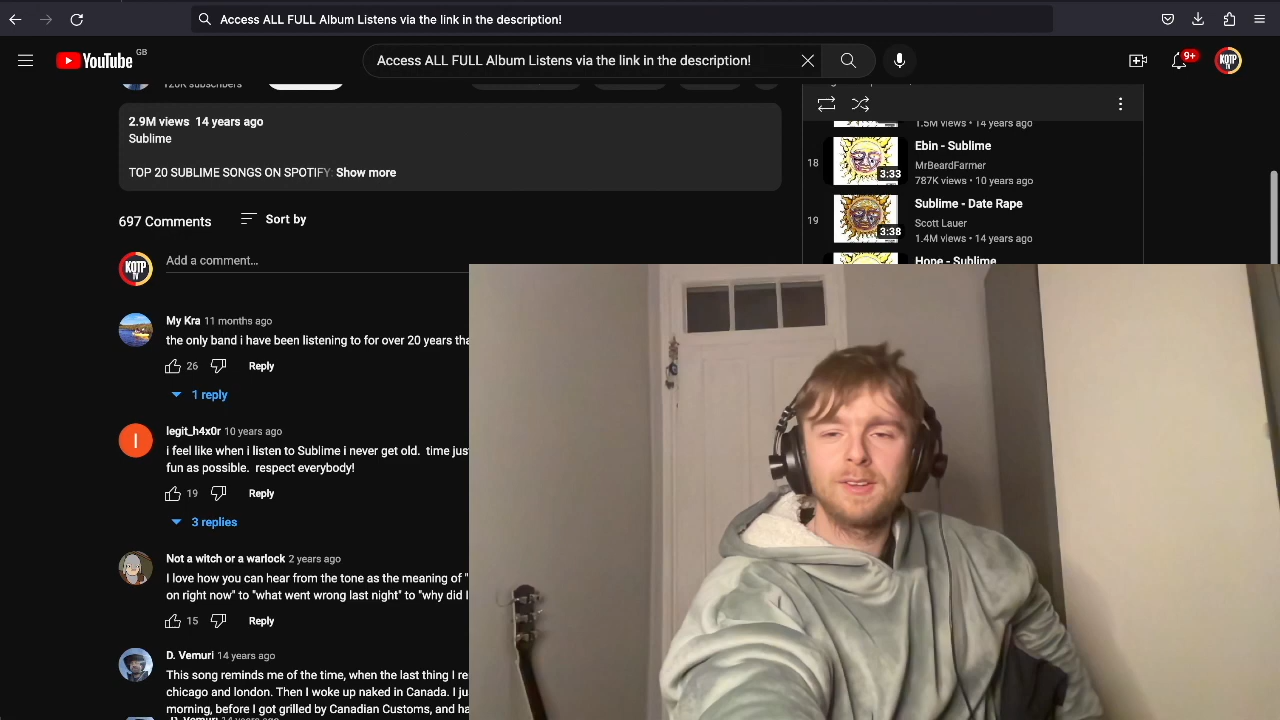 Access ALL FULL Album Listens via the link in the description!
YouTube GB
Access ALL FULL Album Listens via the link in the description!
9+
KOTP
TV
120K subscribers
2.9M views 14 years ago
Sublime
TOP 20 SUBLIME SONGS ON SPOTIFY: Show more
697 Comments
Sort by
KOTP
TV
Add a comment...
My Kra 11 months ago
the only band i have been listening to for over 20 years tha
26
Reply
1 reply
I
legit_h4x0r 10 years ago
i feel like when i listen to Sublime i never get old. time jus
fun as possible. respect everybody!
19
Reply
3 replies
Not a witch or a warlock 2 years ago
I love how you can hear from the tone as the meaning of "
on right now" to "what went wrong last night" to "why did I
15
Reply
D. Vemuri 14 years ago
This song reminds me of the time, when the last thing I re
chicago and london. Then I woke up naked in Canada. I ju
morning, before I got grilled by Canadian Customs, and ha
D. Vemuri 14 years ago
1.5M views • 14 years ago
18
3:33
Ebin - Sublime
MrBeardFarmer
787K views • 10 years ago
19
3:38
Sublime - Date Rape
Scott Lauer
1.4M views • 14 years ago
Hope - Sublime